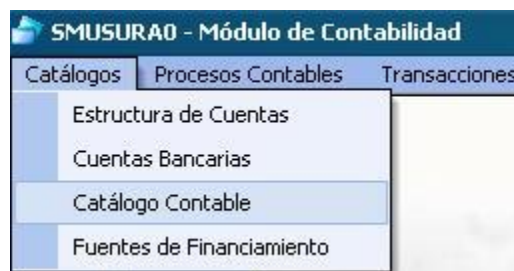 SMUSURA0 - Módulo de Contabilidad
Catálogos Procesos Contables Transacciones
Estructura de Cuentas
Cuentas Bancarias
Catálogo Contable
Fuentes de Financiamiento